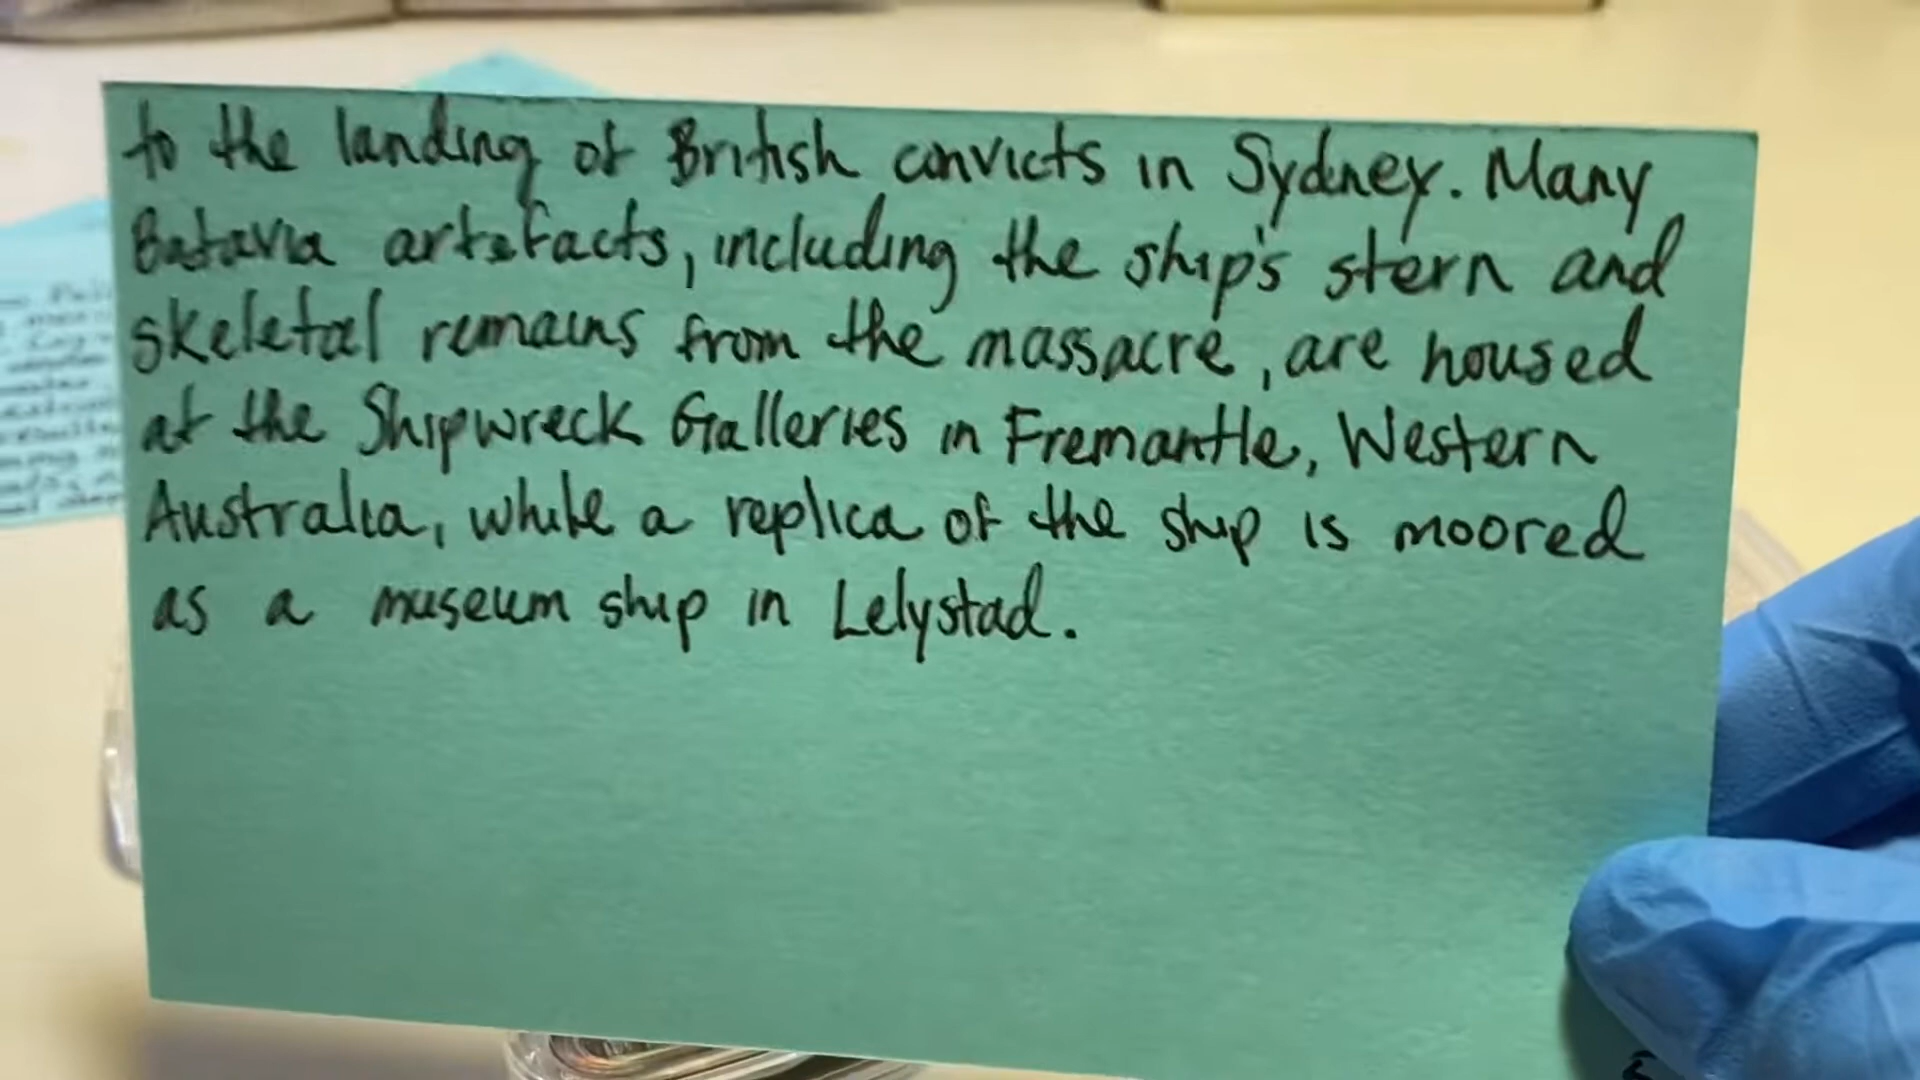 to the landing of British convicts in Sydney. Many
Batavia artefacts, including the ship's stern and
skeletal remains from the massacre, are housed
at the Shipwreck Galleries in Fremantle, Western
Australia, while a replica of the ship is moored
as a museum ship in Lelystad.